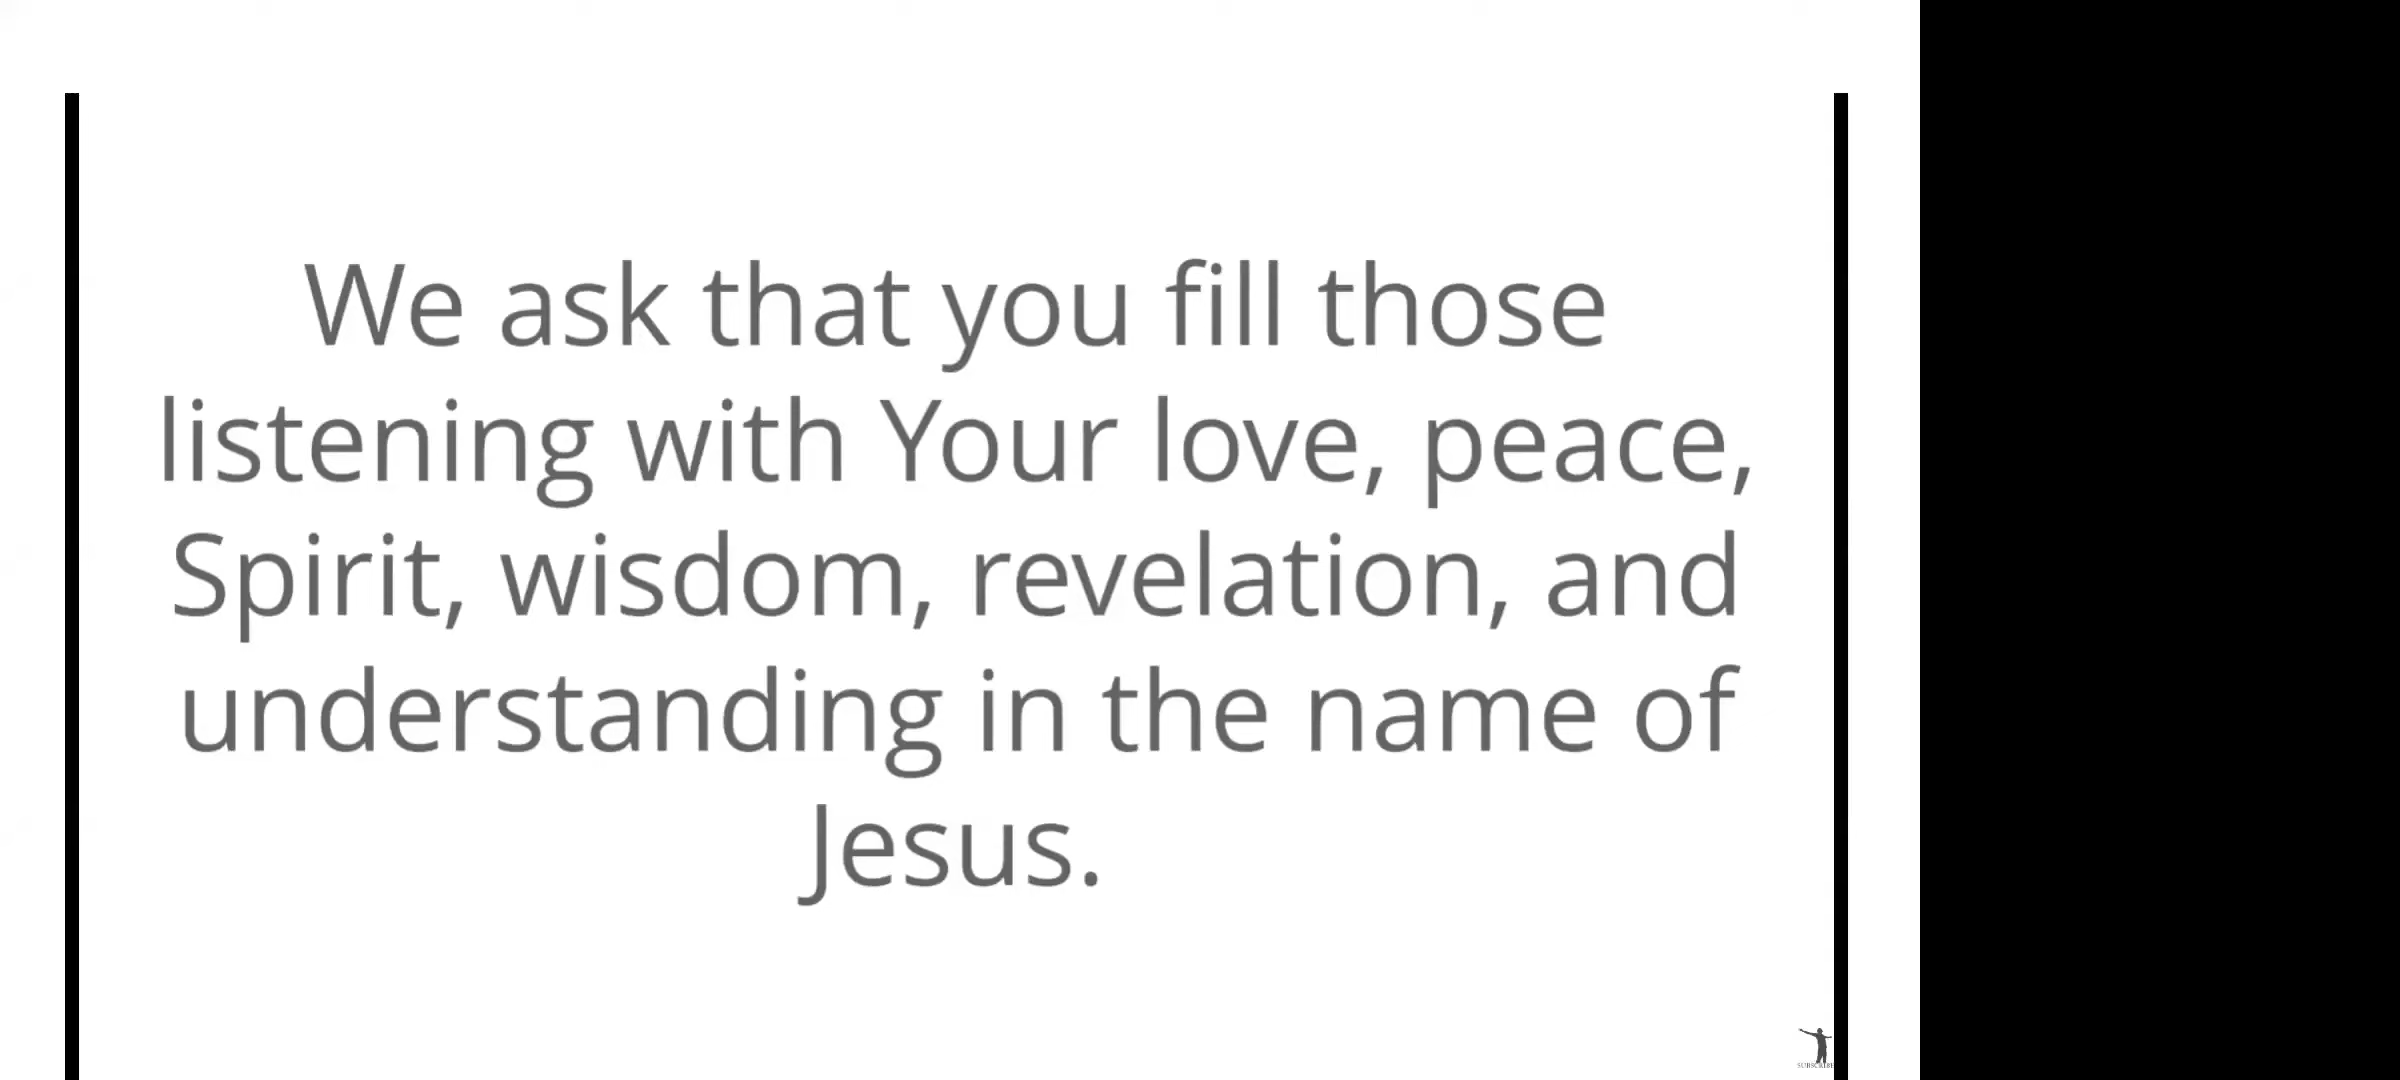 We ask that you fill those
listening with Your love, peace,
Spirit, wisdom, revelation, and
understanding in the name of
Jesus.
SUBSCRIBE